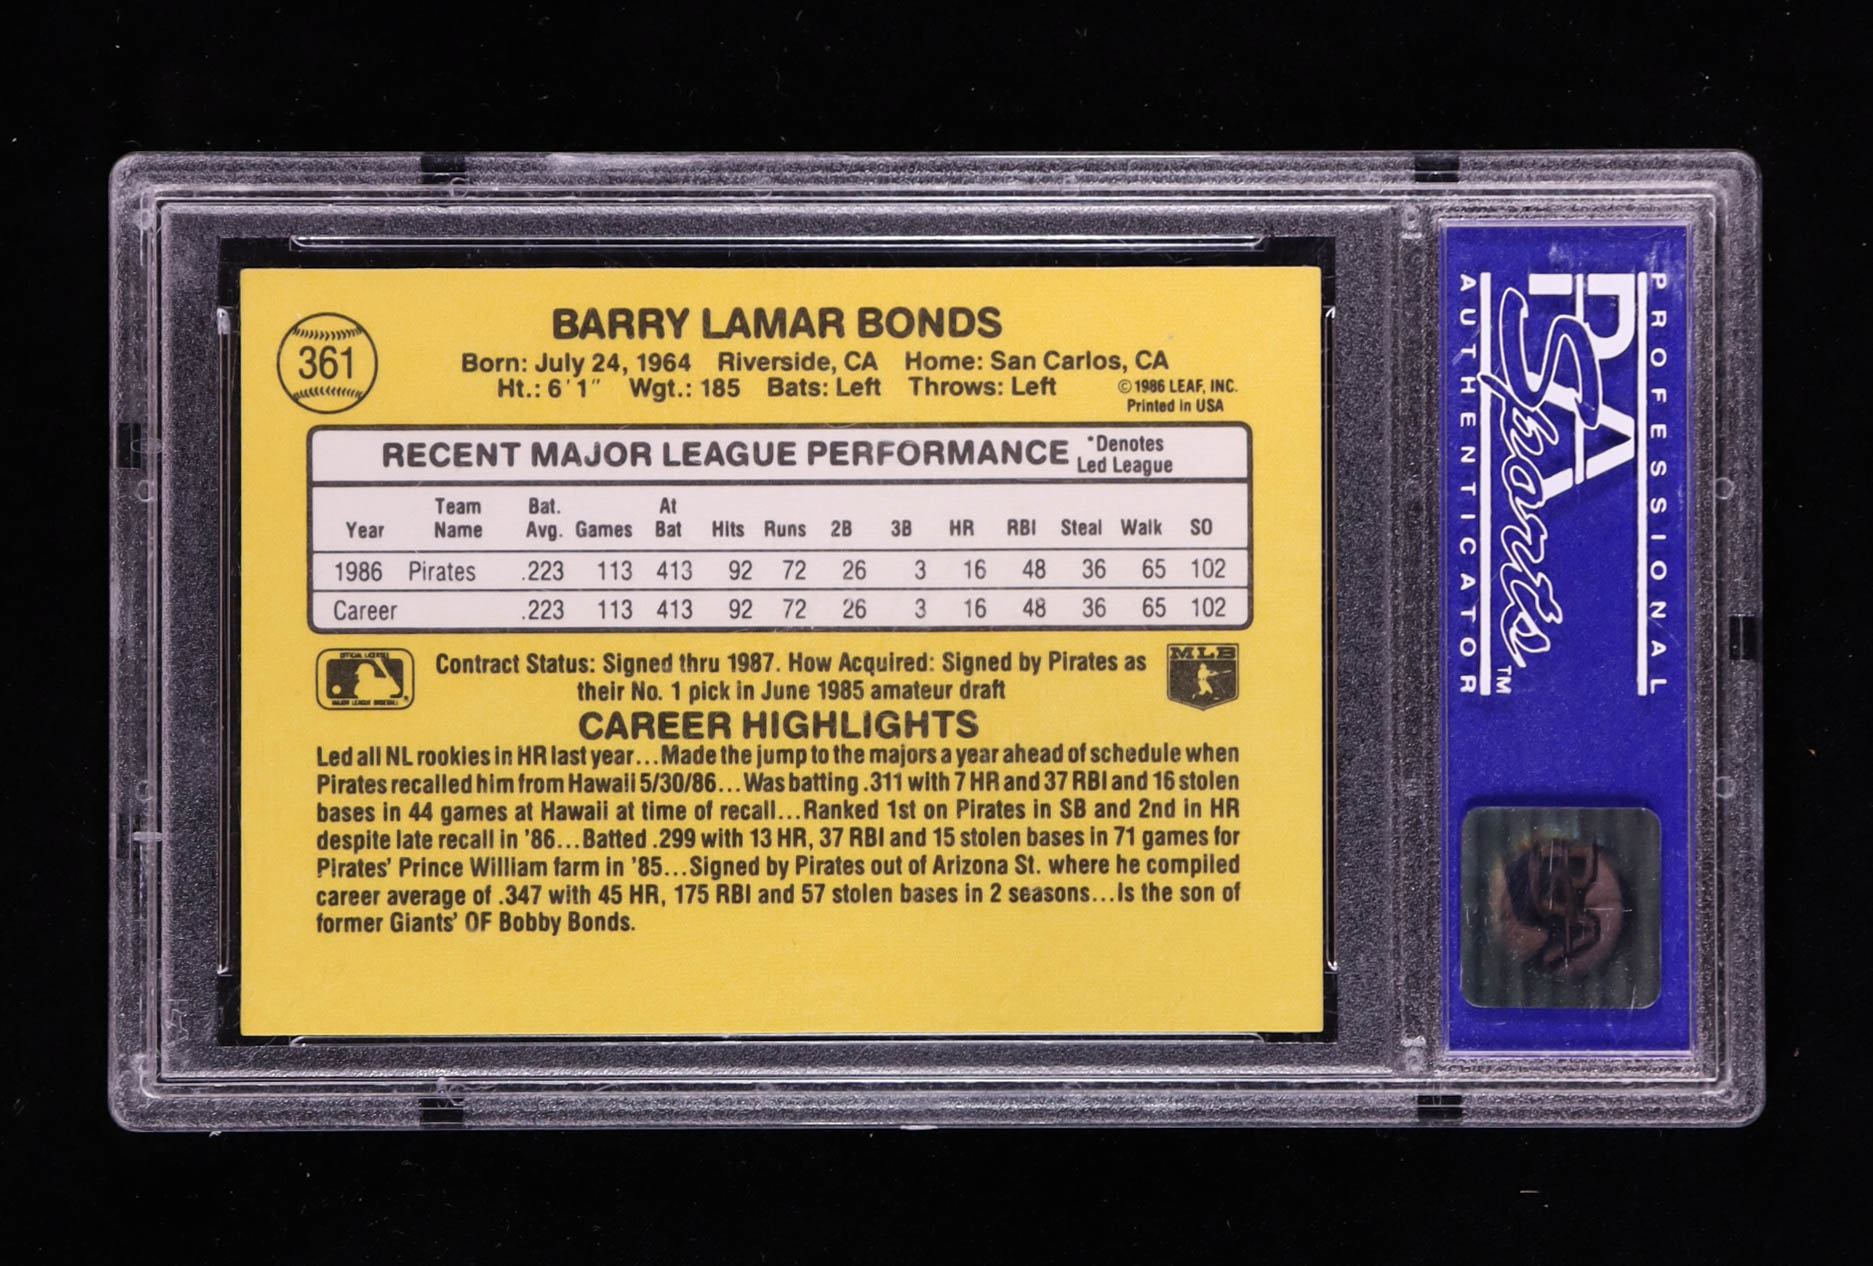 361
BARRY LAMAR BONDS
Born: July 24, 1964 Riverside, CA Home: San Carlos, CA
Ht.: 6'1" Wgt.: 185 Bats: Left Throws: Left
©1986 LEAF, INC.
Printed in USA
RECENT MAJOR LEAGUE PERFORMANCE
*Denotes
Led League
Year Team Name Bat. Avg. Games At Bat Hits Runs 2B 3B HR RBI Steal Walk SO
1986 Pirates .223 113 413 92 72 26 3 16 48 36 65 102
Career .223 113 413 92 72 26 3 16 48 36 65 102
Contract Status: Signed thru 1987. How Acquired: Signed by Pirates as
their No. 1 pick in June 1985 amateur draft
MLB
CAREER HIGHLIGHTS
Led all NL rookies in HR last year...Made the jump to the majors a year ahead of schedule when
Pirates recalled him from Hawaii 5/30/86...Was batting .311 with 7 HR and 37 RBI and 16 stolen
bases in 44 games at Hawaii at time of recall...Ranked 1st on Pirates in SB and 2nd in HR
despite late recall in '86...Batted .299 with 13 HR, 37 RBI and 15 stolen bases in 71 games for
Pirates' Prince William farm in '85...Signed by Pirates out of Arizona St. where he compiled
career average of .347 with 45 HR, 175 RBI and 57 stolen bases in 2 seasons...Is the son of
former Giants' OF Bobby Bonds.
PROFESSIONAL
PSA
Sports™
AUTHENTICATOR
PSA